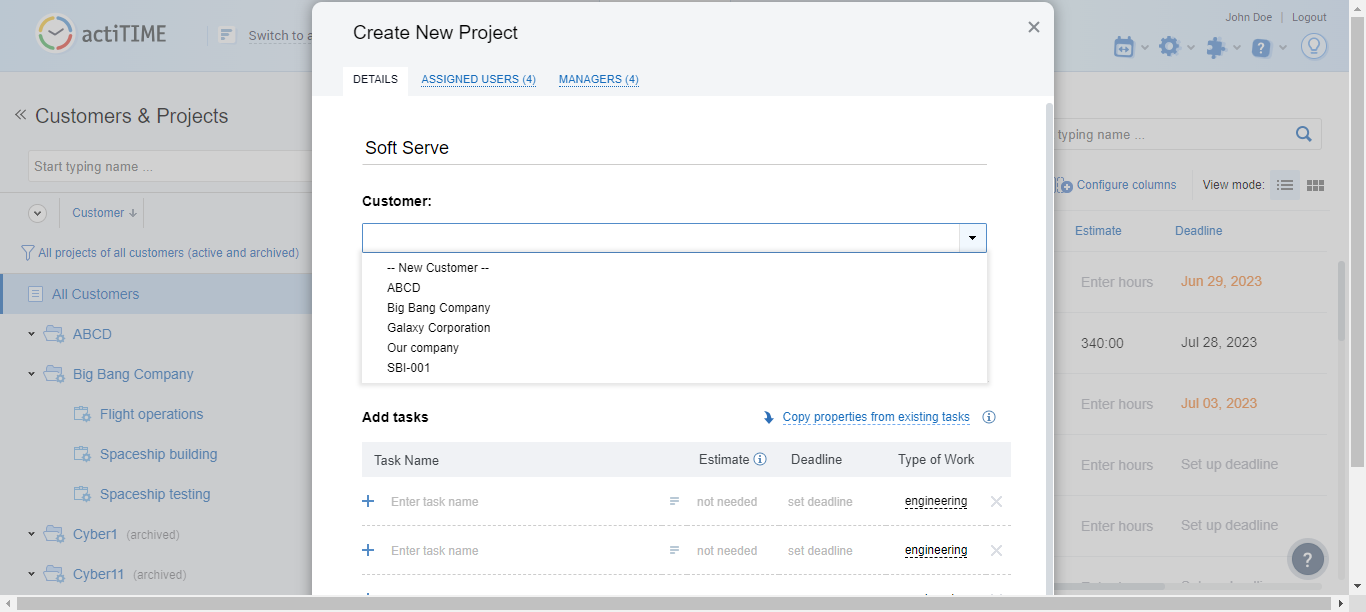 actiTIME
Switch to a
John Doe | Logout
Create New Project
DETAILS
ASSIGNED USERS (4)
MANAGERS (4)
Customers & Projects
Start typing name ...
Customer
All projects of all customers (active and archived)
All Customers
ABCD
Big Bang Company
Flight operations
Spaceship building
Spaceship testing
Cyber1 (archived)
Cyber11 (archived)
Soft Serve
Customer:
-- New Customer --
ABCD
Big Bang Company
Galaxy Corporation
Our company
SBI-001
Add tasks
Copy properties from existing tasks
Task Name Estimate Deadline Type of Work
Enter task name not needed set deadline engineering
Enter task name not needed set deadline engineering
typing name ...
Configure columns
View mode:
Estimate Deadline
Enter hours Jun 29, 2023
340:00 Jul 28, 2023
Enter hours Jul 03, 2023
Enter hours Set up deadline
Enter hours Set up deadline